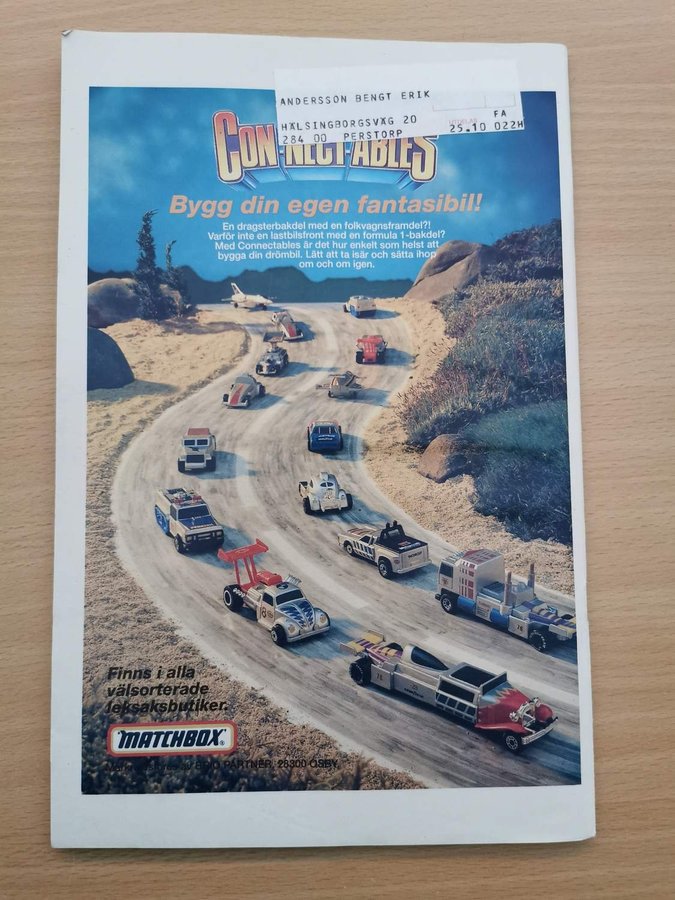 ANDERSSON BENGT ERIK
FA
HÄLSINGBORGSVÄG 20
25.10 022H
284 00 PERSTORP
CON-NECT-ABLES
Bygg din egen fantasibil!
En dragsterbakdel med en folkvagnsframdel?!
Varför inte en lastbilsfront med en formula 1-bakdel?
Med Connectables är det hur enkelt som helst att
bygga din drömbil. Lätt att ta isär och sätta ihop
om och om igen.
Finns i alla
välsorterade
leksaksbutiker.
MATCHBOX
BRIO PARTNER, 28300 OSBY.